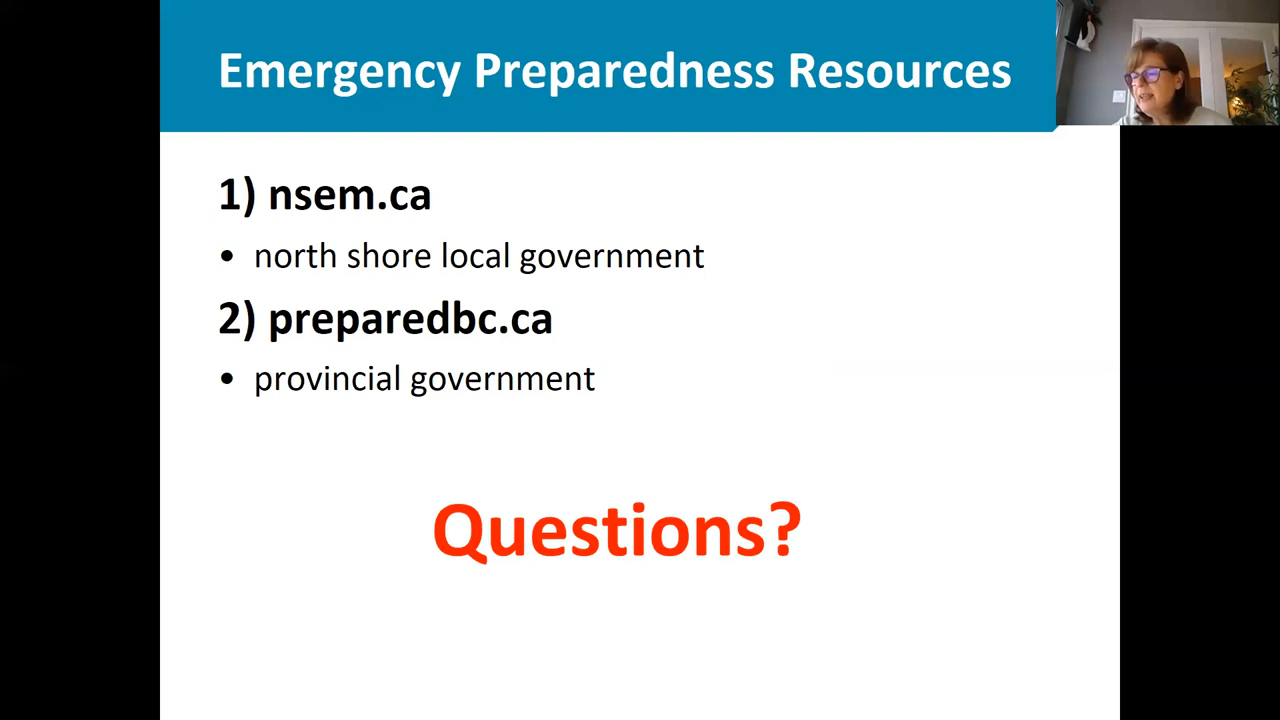 Emergency Preparedness Resources
1) nsem.ca
• north shore local government
2) preparedbc.ca
• provincial government
Questions?